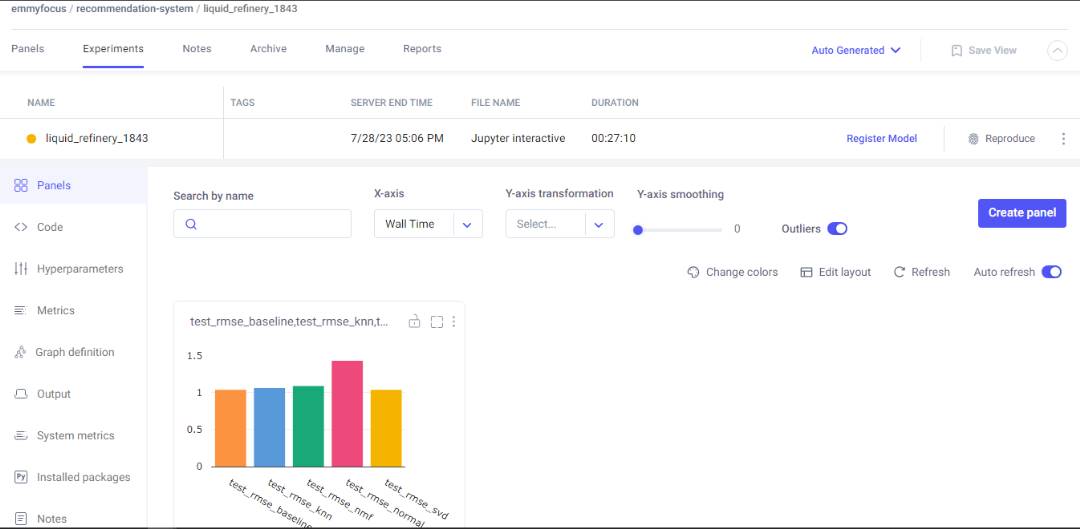 emmyfocus / recommendation-system / liquid_refinery_1843
Panels Experiments Notes Archive Manage Reports Auto Generated Save View
NAME TAGS SERVER END TIME FILE NAME DURATION
liquid_refinery_1843 7/28/23 05:06 PM Jupyter interactive 00:27:10 Register Model Reproduce
Panels
Code
Hyperparameters
Metrics
Graph definition
Output
System metrics
Py Installed packages
Notes
Search by name X-axis Y-axis transformation Y-axis smoothing
Wall Time Select... 0 Outliers Create panel
Change colors Edit layout Refresh Auto refresh
test_rmse_baseline,test_rmse_knn,t...
1.5
1
0.5
0
test_rmse_baseline
test_rmse_knn
test_rmse_nmf
test_rmse_normal
test_rmse_svd